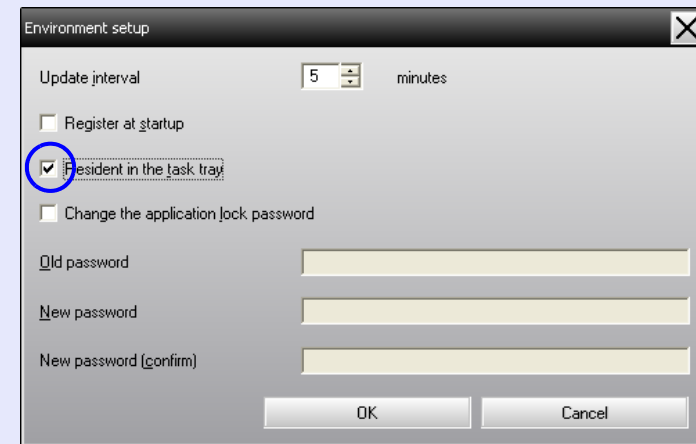 Environment setup
Update interval 5 minutes
Register at startup
Resident in the task tray
Change the application lock password
Old password
New password
New password (confirm)
OK Cancel